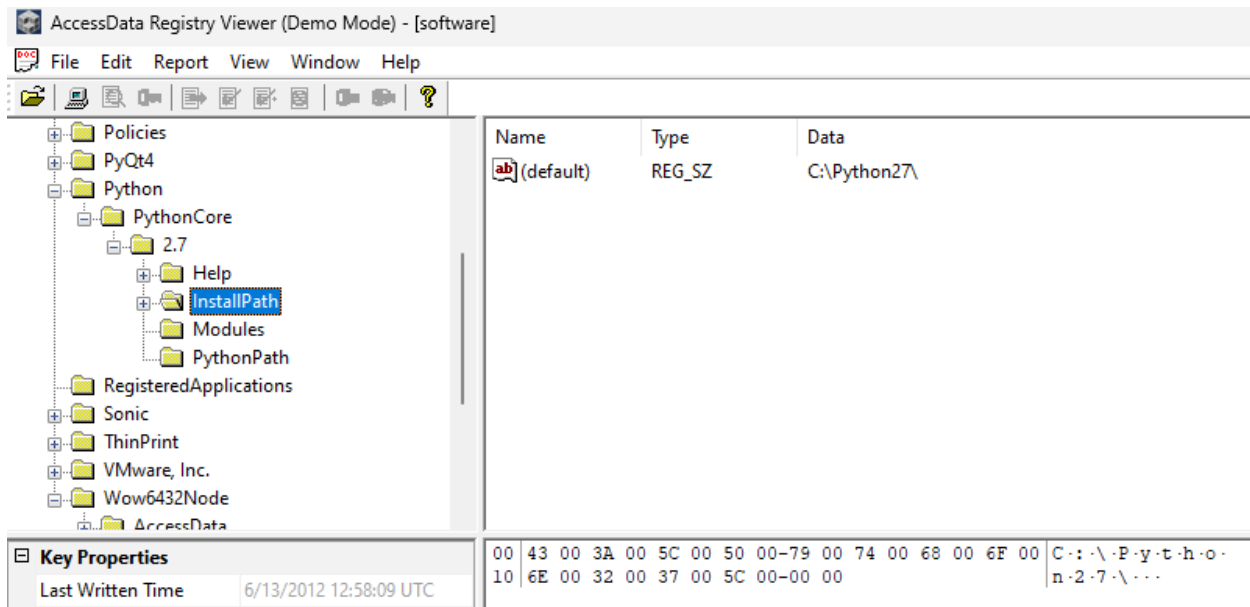 AccessData Registry Viewer (Demo Mode) - [software]
File Edit Report View Window Help
Policies
PyQt4
Python
PythonCore
2.7
Help
InstallPath
Modules
PythonPath
RegisteredApplications
Sonic
ThinPrint
VMware, Inc.
Wow6432Node
AccessData
Name Type Data
(default) REG_SZ C:\Python27\
Key Properties
Last Written Time 6/13/2012 12:58:09 UTC
00 43 00 3A 00 5C 00 50 00-79 00 74 00 68 00 6F 00 C·:·\·P·y·t·h·o·
10 6E 00 32 00 37 00 5C 00-00 00 n·2·7·\···